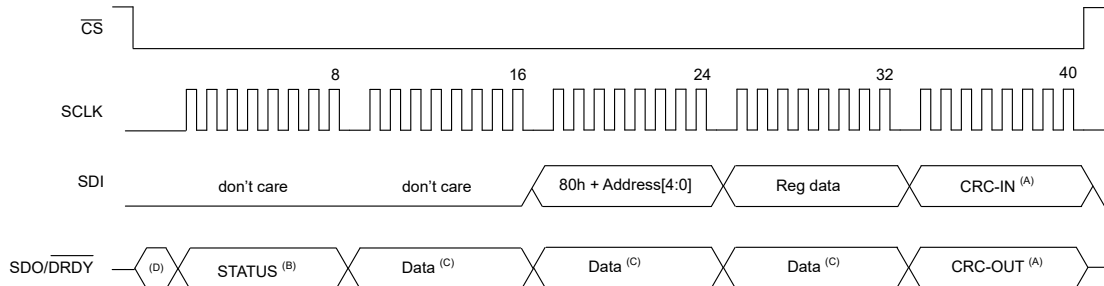 CS
8 16 24 32 40
SCLK
SDI don't care don't care 80h + Address[4:0] Reg data CRC-IN (A)
SDO/DRDY (D) STATUS (B) Data (C) Data (C) Data (C) CRC-OUT (A)